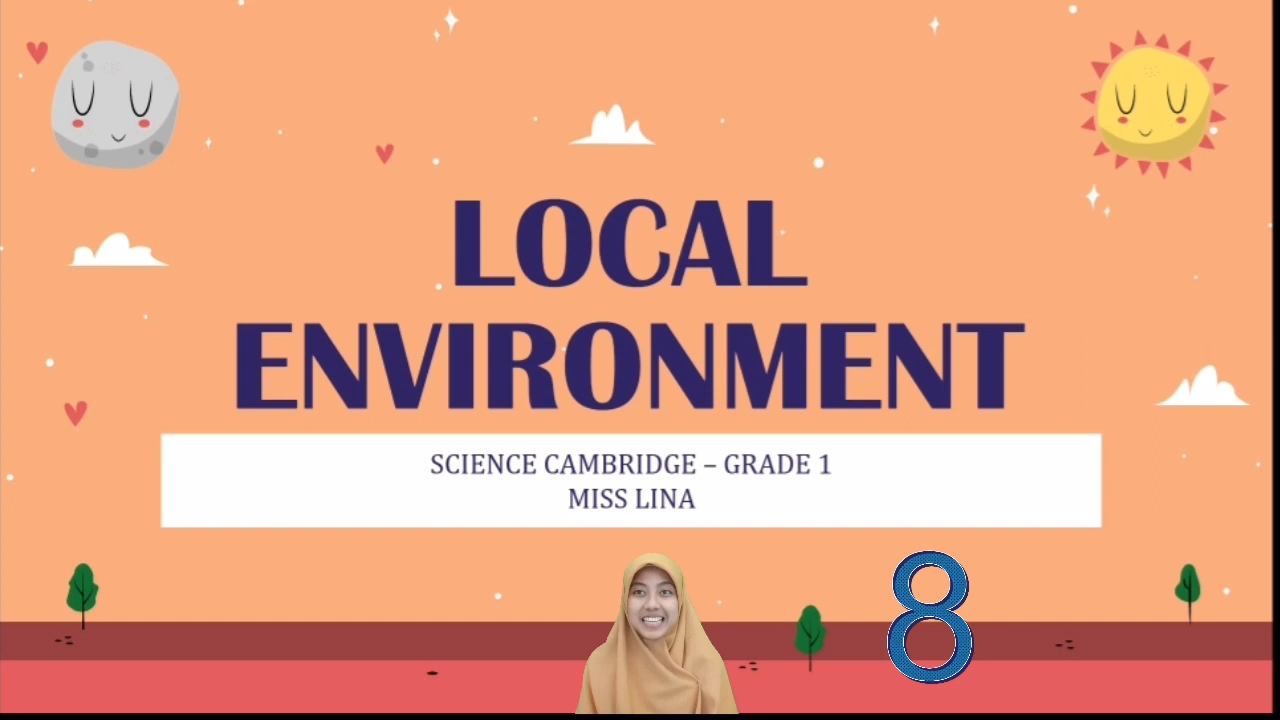 LOCAL
ENVIRONMENT
SCIENCE CAMBRIDGE – GRADE 1
MISS LINA
8